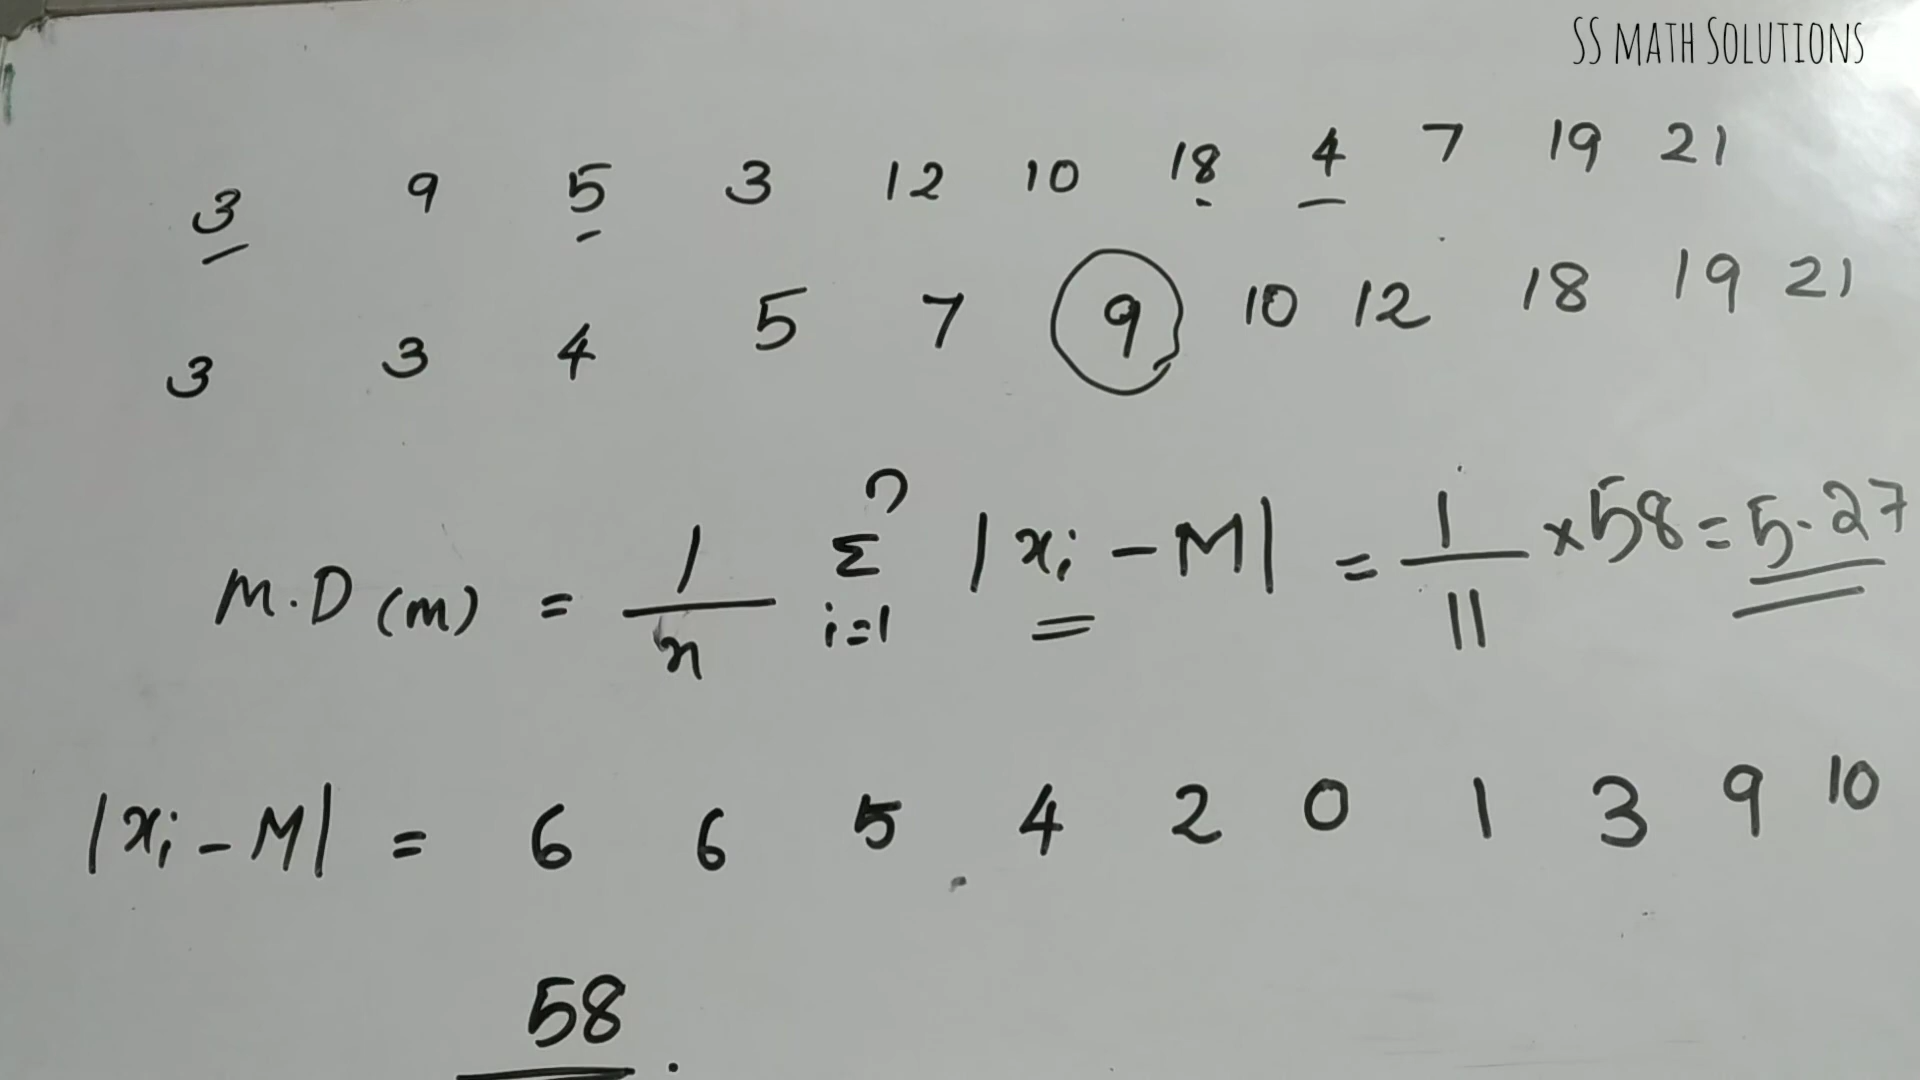 SS MATH SOLUTIONS
3 9 5 3 12 10 18 4 7 19 21
3 3 4 5 7 9 10 12 18 19 21
M.D (m) = 1/n n Σ i=1 |xi - M| = 1/11 × 58 = 5.27
|xi - M| = 6 6 5 4 2 0 1 3 9 10
58